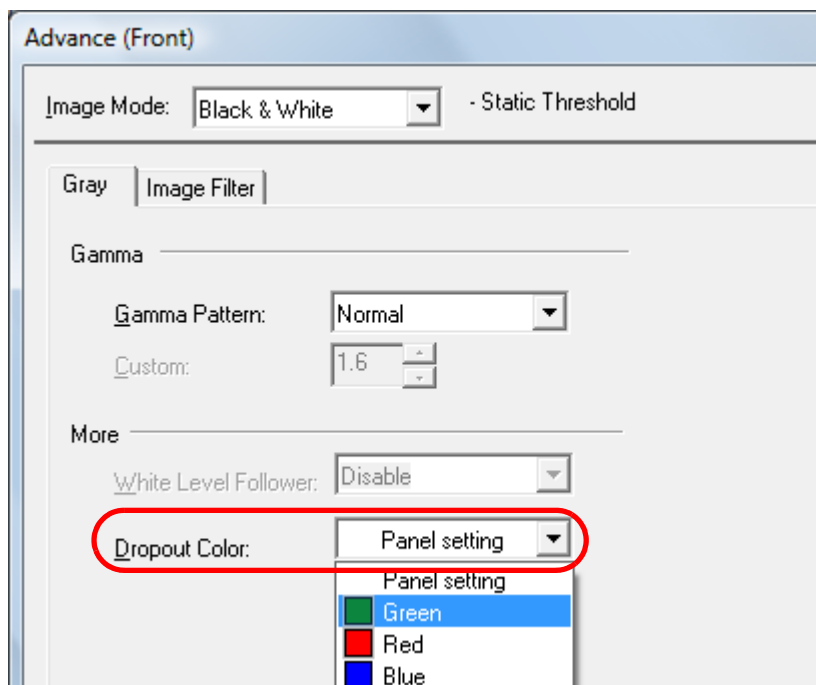 Advance (Front)
Image Mode: Black & White - Static Threshold
Gray Image Filter
Gamma
Gamma Pattern: Normal
Custom: 1.6
More
White Level Follower: Disable
Dropout Color: Panel setting
Panel setting
Green
Red
Blue